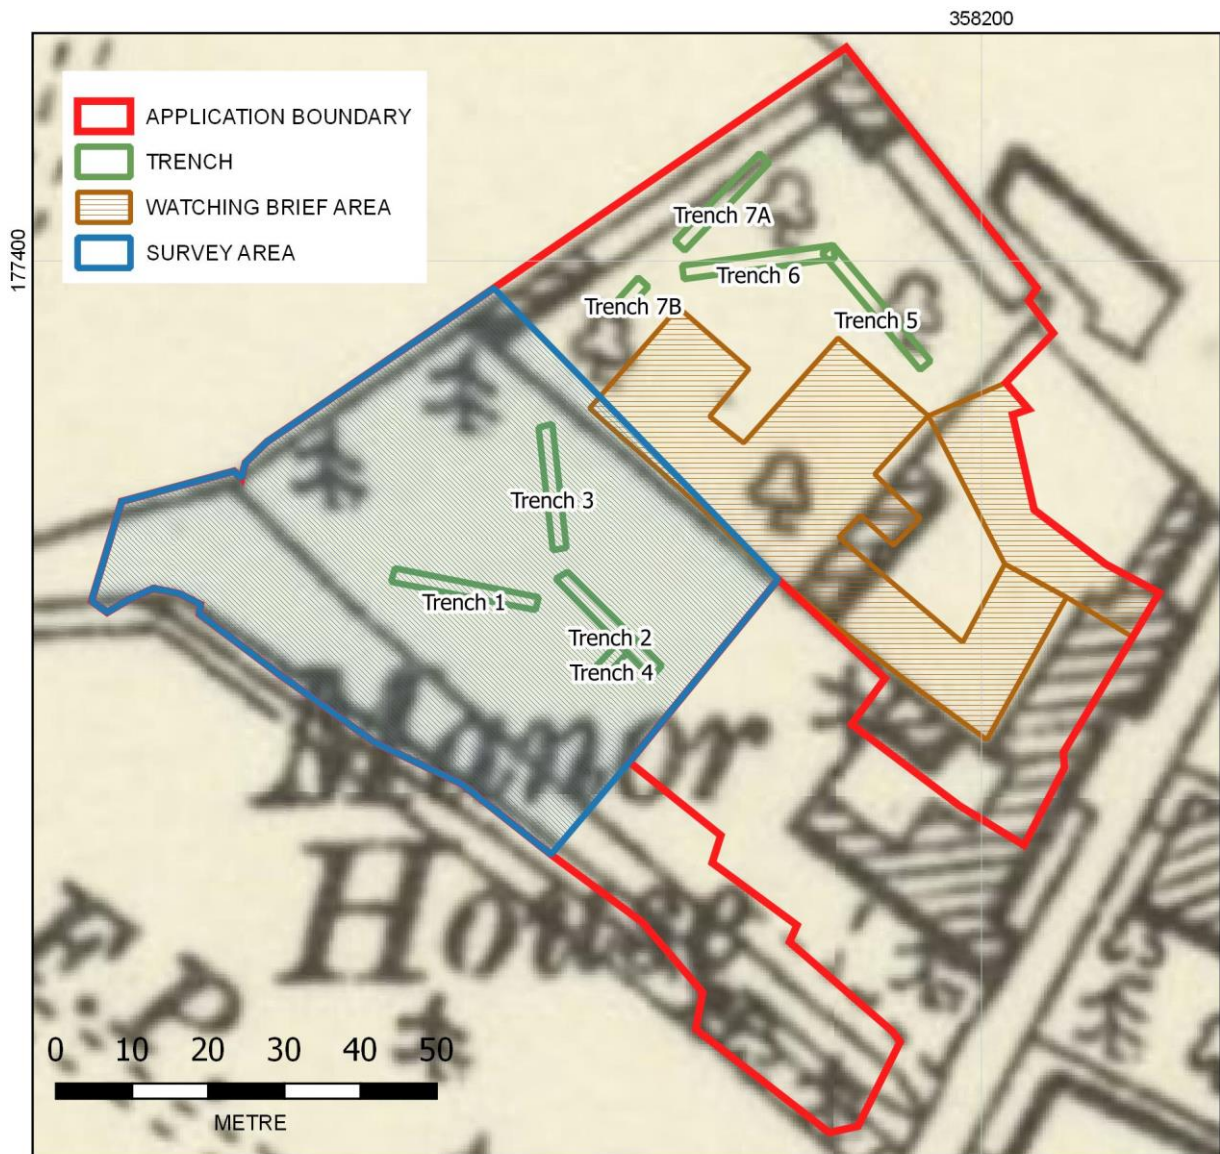 358200
177400
APPLICATION BOUNDARY
TRENCH
WATCHING BRIEF AREA
SURVEY AREA
Trench 7A
Trench 6
Trench 7B
Trench 5
Trench 3
Trench 1
Trench 2
Trench 4
Manor
House
F.P.
0 10 20 30 40 50
METRE